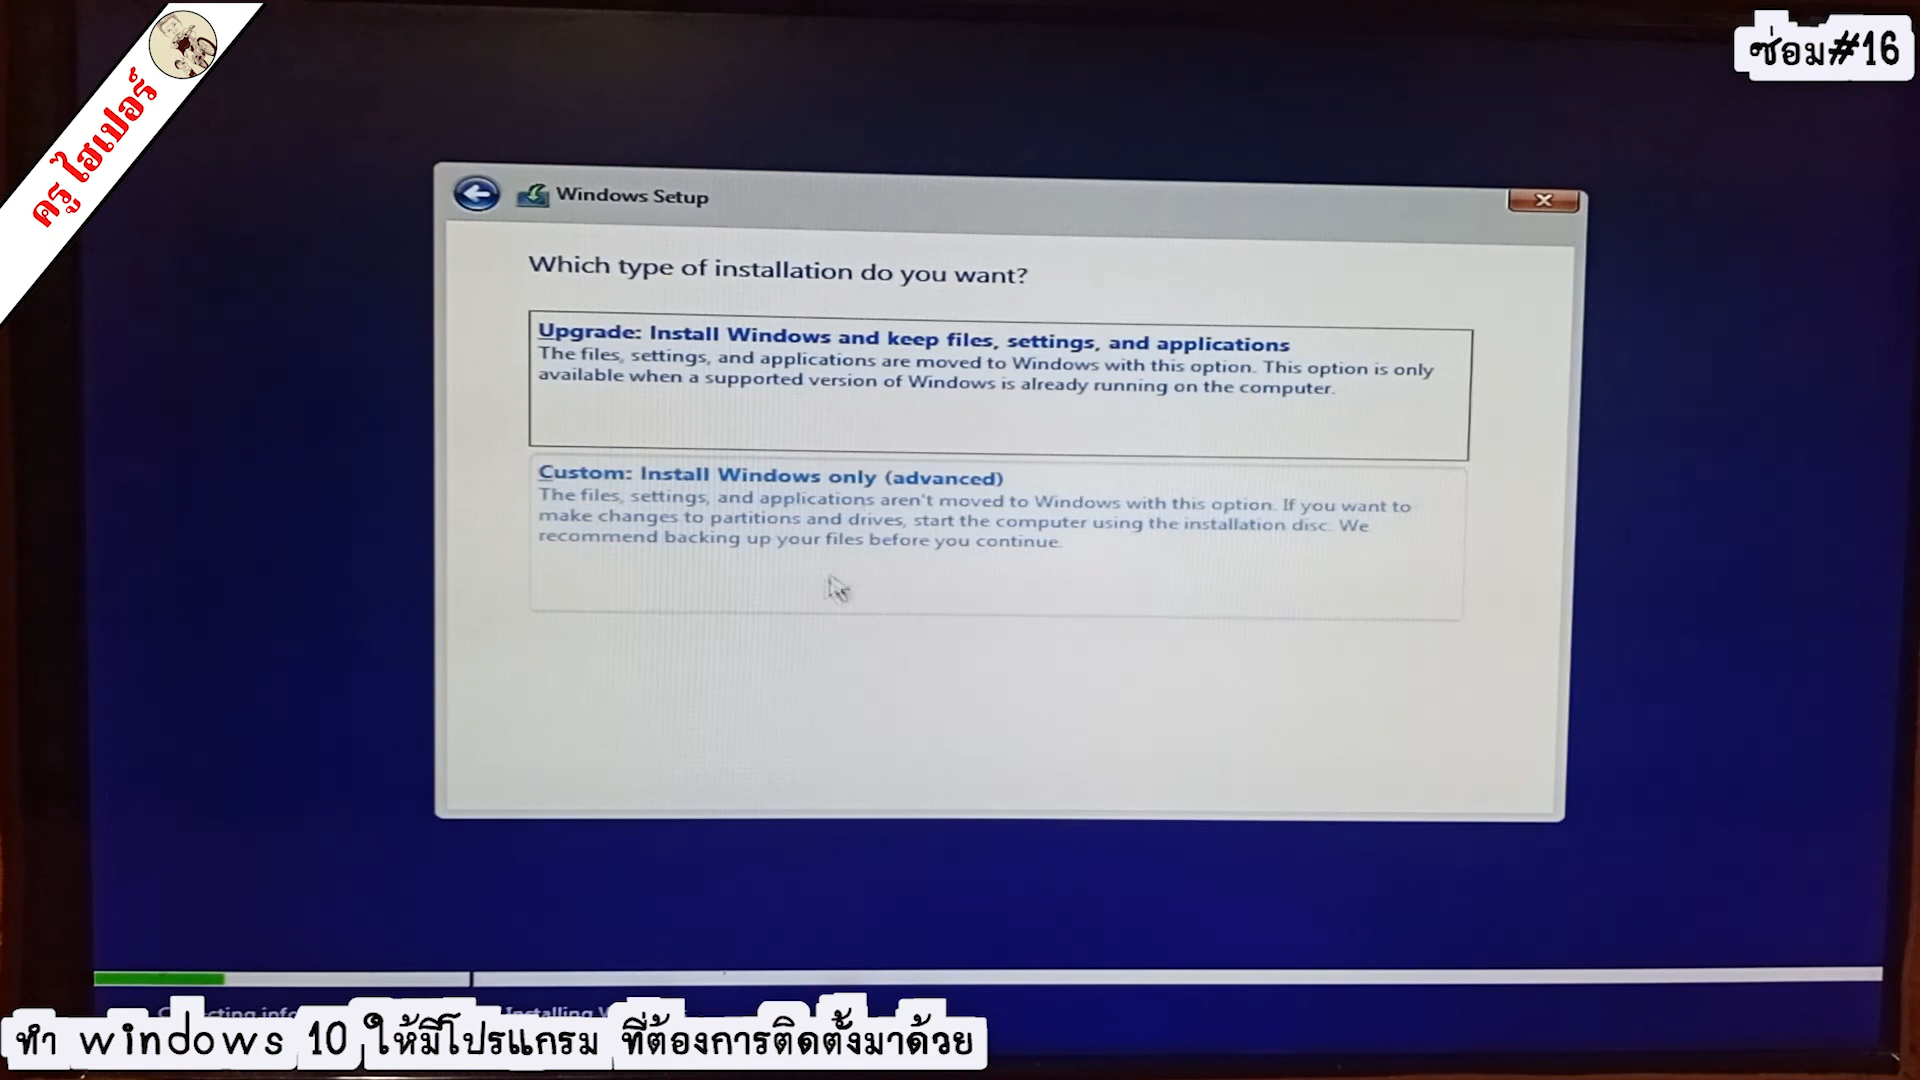 ครูไฮเปอร์
ซ่อม#16
Windows Setup
Which type of installation do you want?
Upgrade: Install Windows and keep files, settings, and applications
The files, settings, and applications are moved to Windows with this option. This option is only
available when a supported version of Windows is already running on the computer.
Custom: Install Windows only (advanced)
The files, settings, and applications aren't moved to Windows with this option. If you want to
make changes to partitions and drives, start the computer using the installation disc. We
recommend backing up your files before you continue.
ทำ windows 10 ให้มีโปรแกรม ที่ต้องการติดตั้งมาด้วย